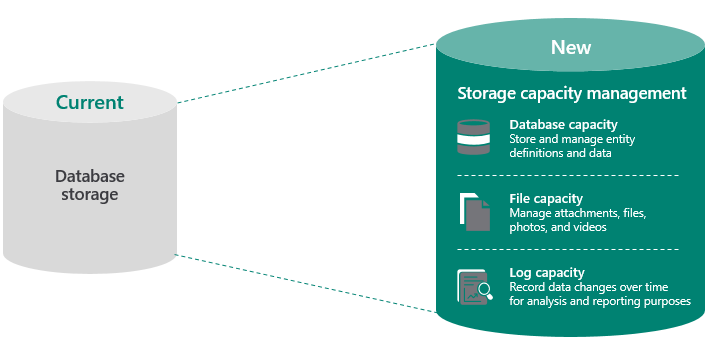 Current
Database
storage
New
Storage capacity management
Database capacity
Store and manage entity
definitions and data
File capacity
Manage attachments, files,
photos, and videos
Log capacity
Record data changes over time
for analysis and reporting purposes